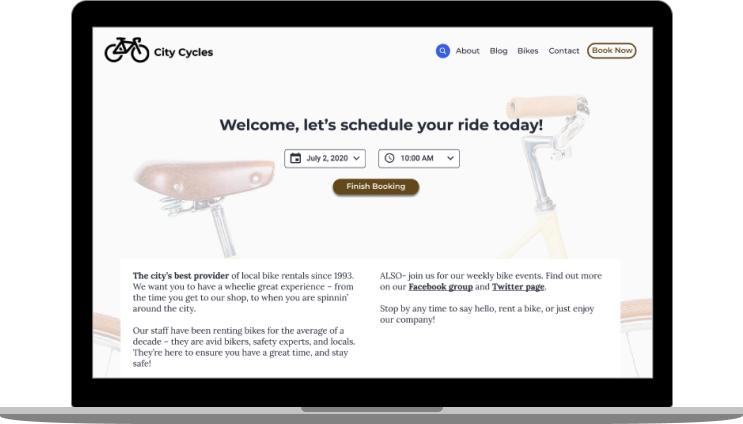 City Cycles
About Blog Bikes Contact Book Now
Welcome, let's schedule your ride today!
July 2, 2020 10:00 AM
Finish Booking
The city's best provider of local bike rentals since 1993.
We want you to have a wheelie great experience – from
the time you get to our shop, to when you are spinnin'
around the city.
Our staff have been renting bikes for the average of a
decade – they are avid bikers, safety experts, and locals.
They're here to ensure you have a great time, and stay
safe!
ALSO- join us for our weekly bike events. Find out more
on our Facebook group and Twitter page.
Stop by any time to say hello, rent a bike, or just enjoy
our company!